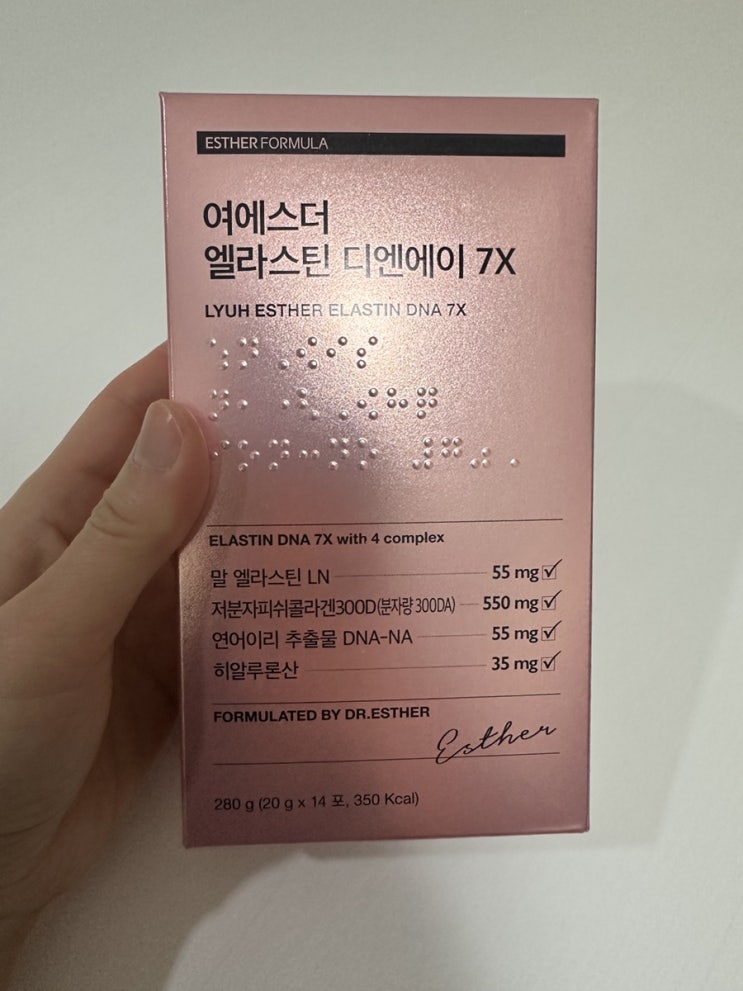 ESTHER FORMULA
여에스더
엘라스틴 디엔에이 7X
LYUH ESTHER ELASTIN DNA 7X
ELASTIN DNA 7X with 4 complex
말 엘라스틴 LN 55 mg
저분자피쉬콜라겐300D(분자량 300DA) 550 mg
연어이리 추출물 DNA-NA 55 mg
히알루론산 35 mg
FORMULATED BY DR.ESTHER
Esther
280 g (20 g x 14 포, 350 Kcal)